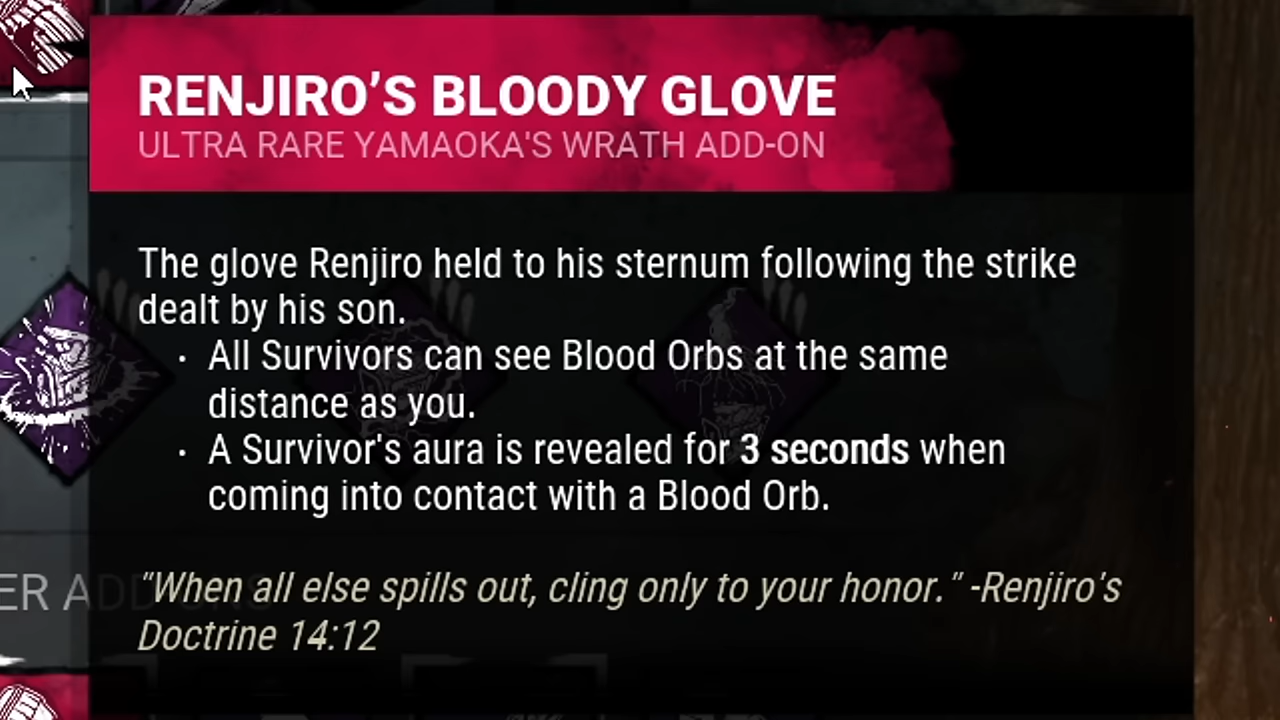 RENJIRO’S BLOODY GLOVE
ULTRA RARE YAMAOKA'S WRATH ADD-ON
The glove Renjiro held to his sternum following the strike
dealt by his son.
· All Survivors can see Blood Orbs at the same
distance as you.
· A Survivor's aura is revealed for 3 seconds when
coming into contact with a Blood Orb.
ER ADD-ONS
"When all else spills out, cling only to your honor." -Renjiro's
Doctrine 14:12